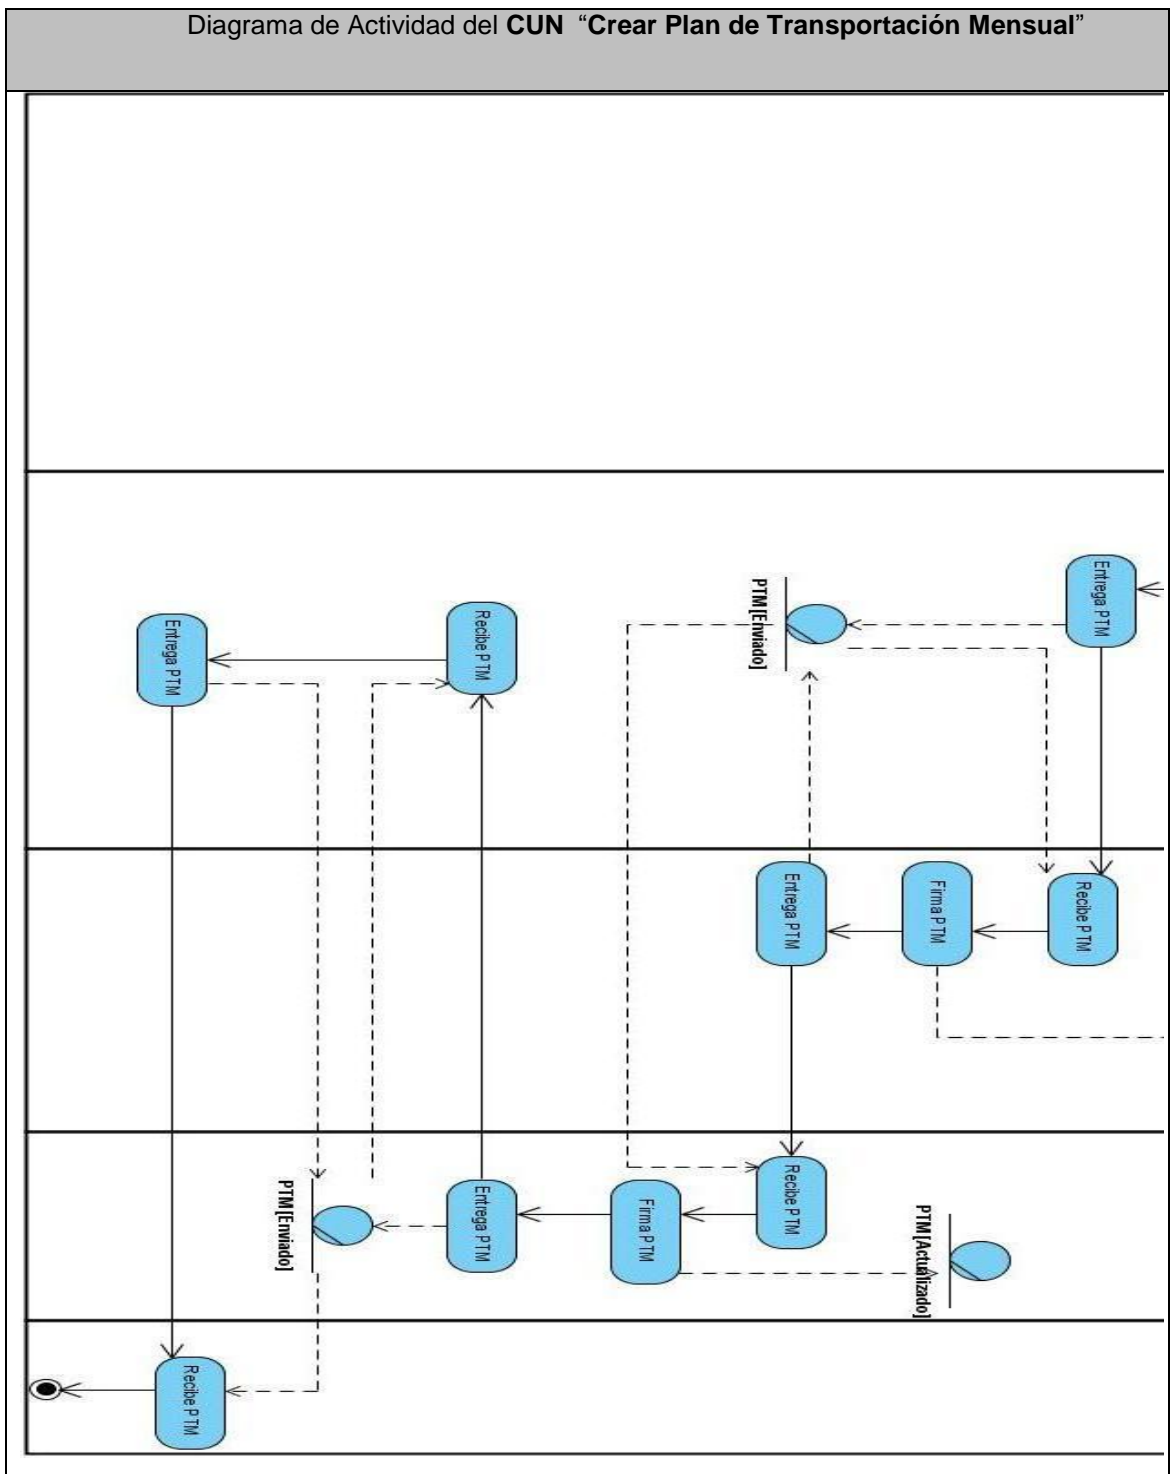 Diagrama de Actividad del CUN “Crear Plan de Transportación Mensual”
Entrega PTM
PTM[Enviado]
Recibe PTM
Entrega PTM
Recibe PTM
Firma PTM
Entrega PTM
Recibe PTM
PTM[Actualizado]
Firma PTM
Entrega PTM
PTM[Enviado]
Recibe PTM